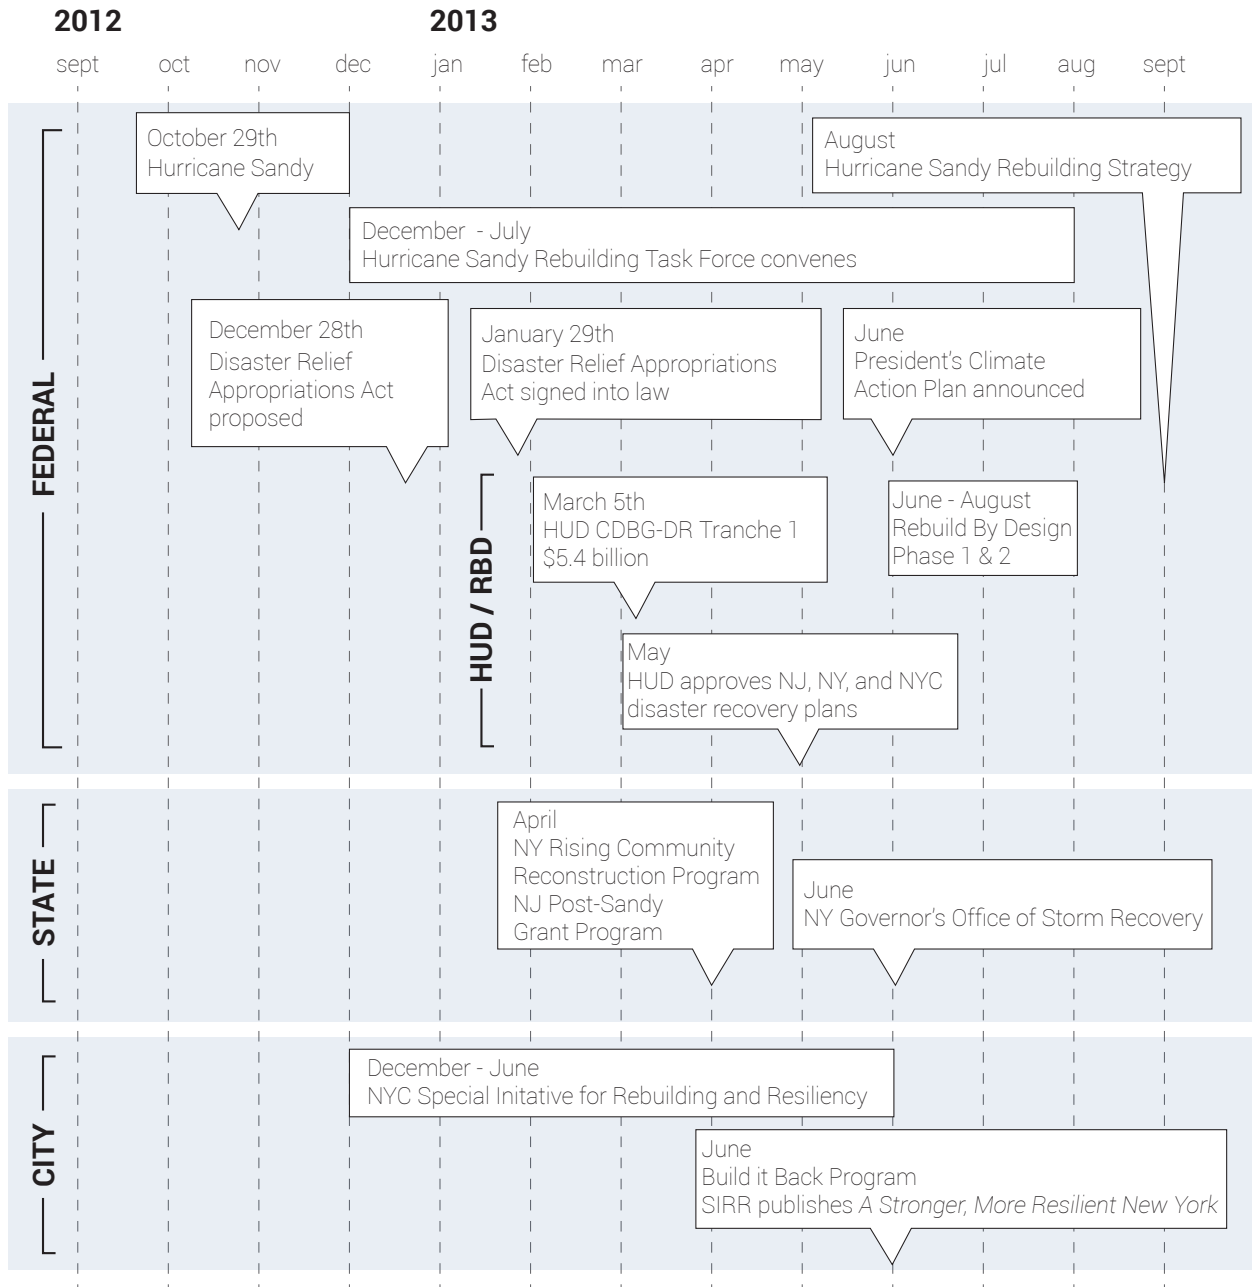 2012
2013
sept
oct
nov
dec
jan
feb
mar
apr
may
jun
jul
aug
sept
FEDERAL
October 29th
Hurricane Sandy
August
Hurricane Sandy Rebuilding Strategy
December - July
Hurricane Sandy Rebuilding Task Force convenes
December 28th
Disaster Relief
Appropriations Act
proposed
January 29th
Disaster Relief Appropriations
Act signed into law
June
President's Climate
Action Plan announced
HUD / RBD
March 5th
HUD CDBG-DR Tranche 1
$5.4 billion
June - August
Rebuild By Design
Phase 1 & 2
May
HUD approves NJ, NY, and NYC
disaster recovery plans
STATE
April
NY Rising Community
Reconstruction Program
NJ Post-Sandy
Grant Program
June
NY Governor's Office of Storm Recovery
CITY
December - June
NYC Special Initative for Rebuilding and Resiliency
June
Build it Back Program
SIRR publishes A Stronger, More Resilient New York